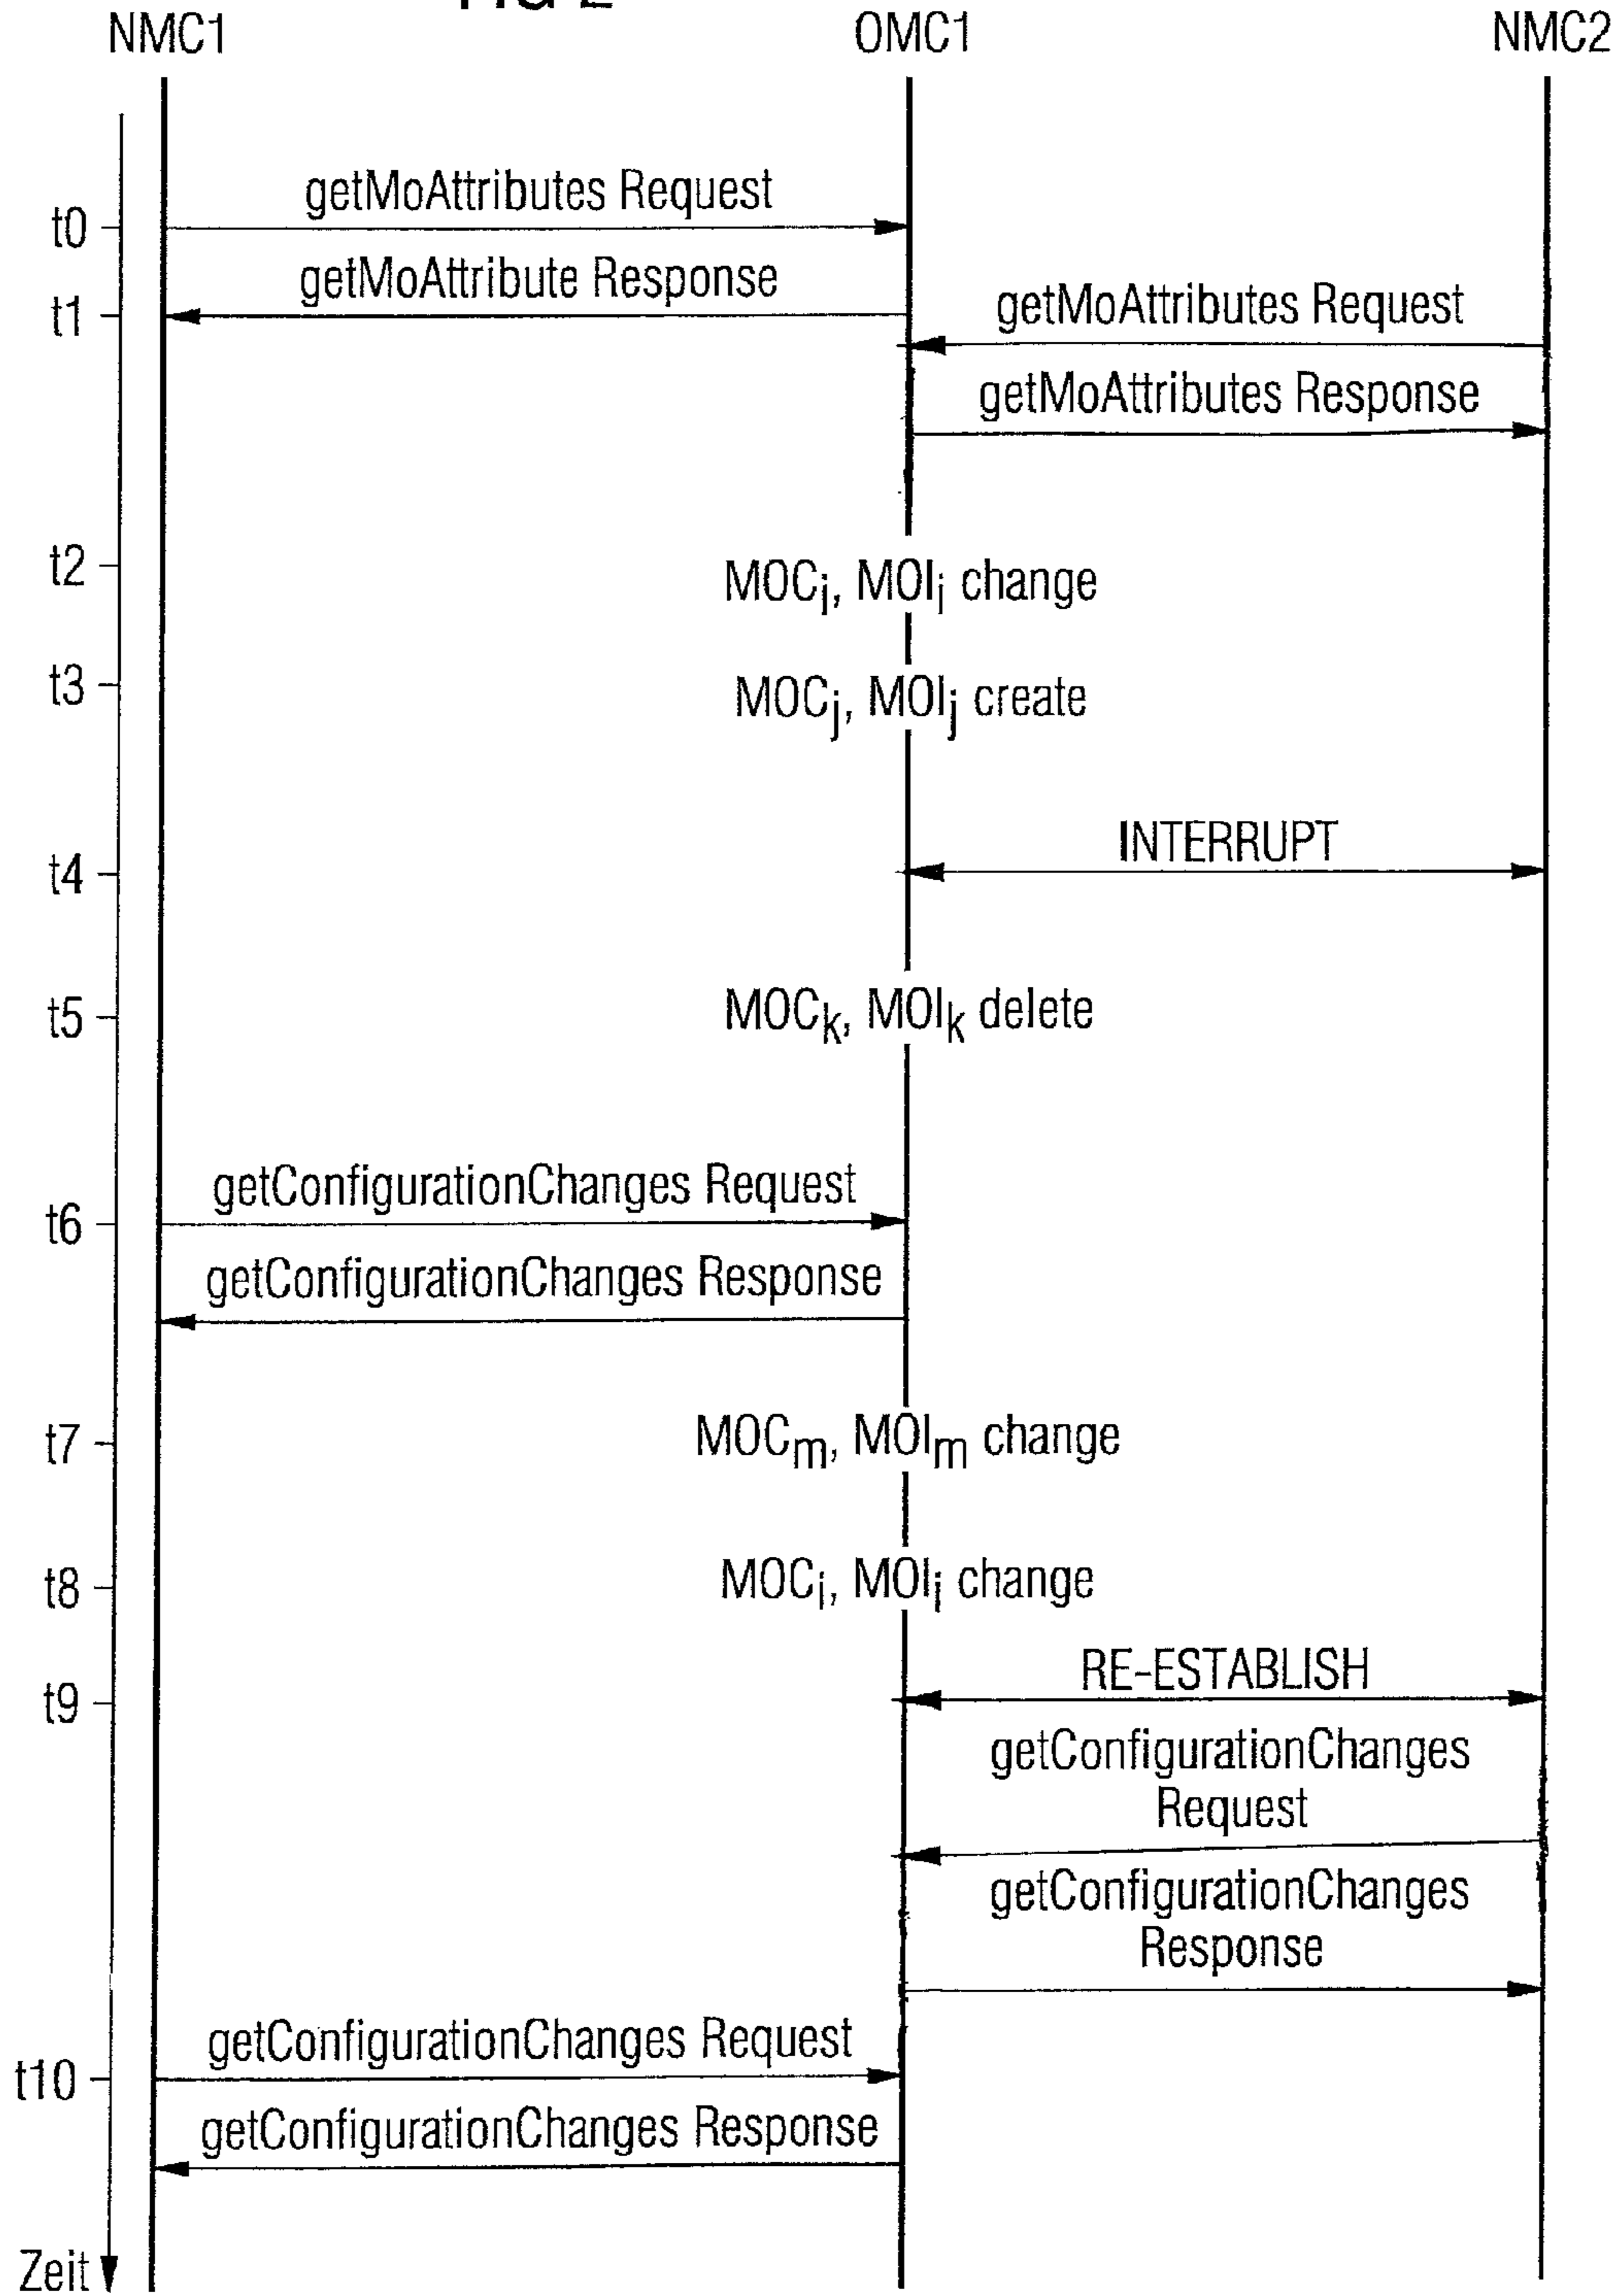 FIG 2
NMC1 OMC1 NMC2
getMoAttributes Request
t0
getMoAttribute Response
t1
getMoAttributes Request
getMoAttributes Response
t2
MOCi, MOIi change
t3
MOCj, MOIj create
INTERRUPT
t4
MOCk, MOIk delete
t5
getConfigurationChanges Request
t6
getConfigurationChanges Response
MOCm, MOIm change
t7
MOCi, MOIi change
t8
RE-ESTABLISH
t9
getConfigurationChanges
Request
getConfigurationChanges
Response
getConfigurationChanges Request
t10
getConfigurationChanges Response
Zeit